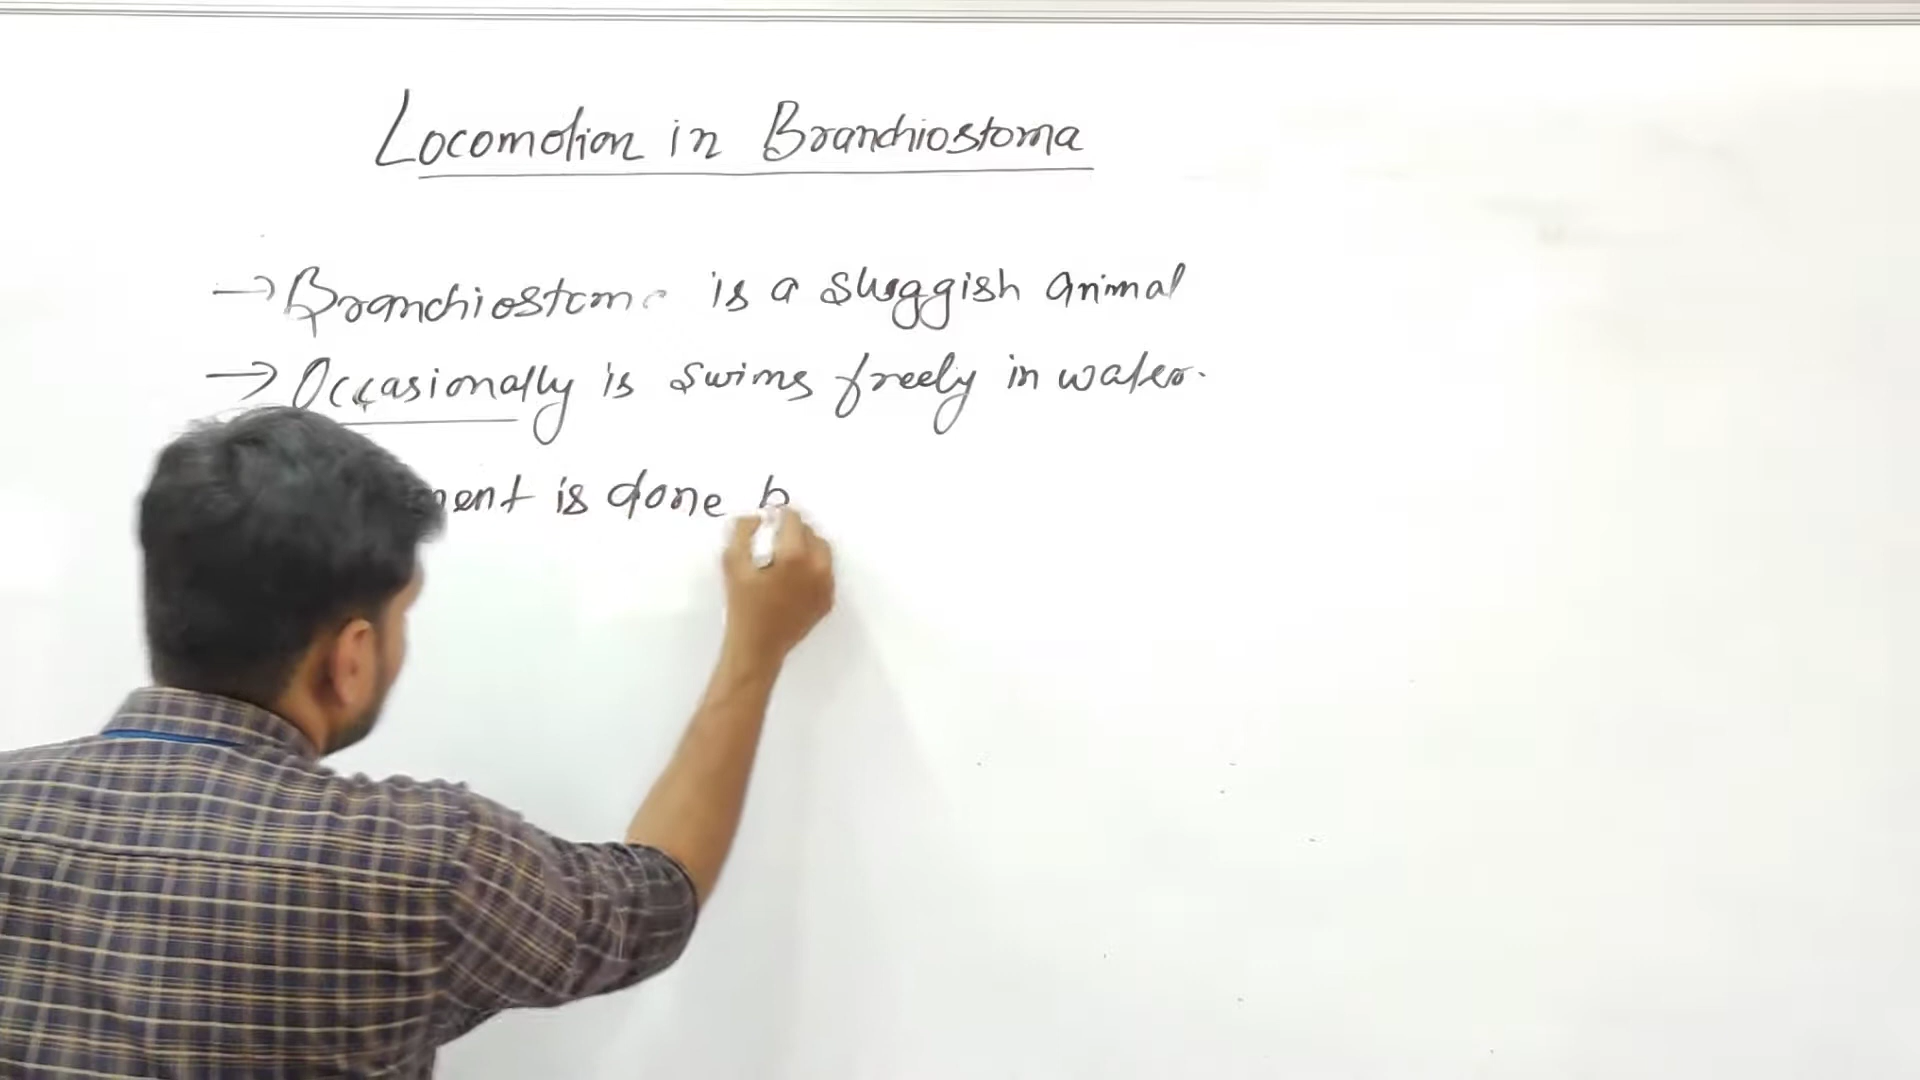 Locomotion in Branchiostoma
→ Branchiostoma is a sluggish animal
→ Occasionally is swims freely in water.
ment is done b